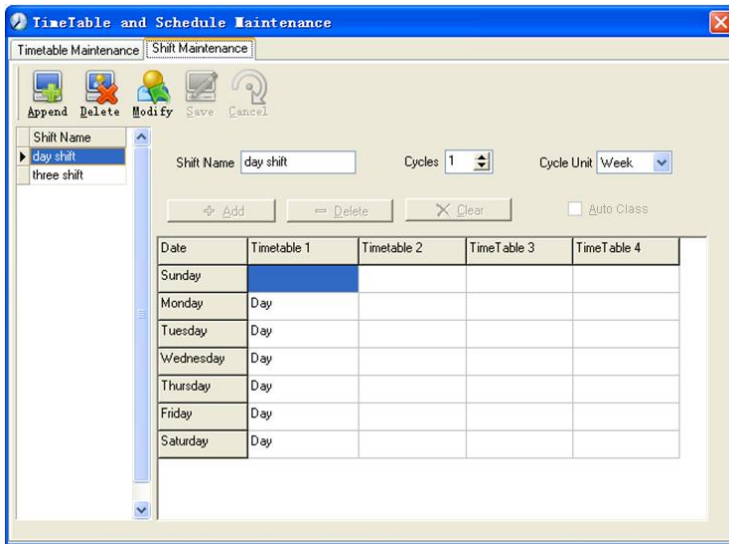 TimeTable and Schedule Maintenance
Timetable Maintenance Shift Maintenance
Append Delete Modify Save Cancel
Shift Name
day shift
three shift
Shift Name day shift Cycles 1 Cycle Unit Week
Add Delete Clear Auto Class
Date Timetable 1 Timetable 2 TimeTable 3 TimeTable 4
Sunday
Monday Day
Tuesday Day
Wednesday Day
Thursday Day
Friday Day
Saturday Day